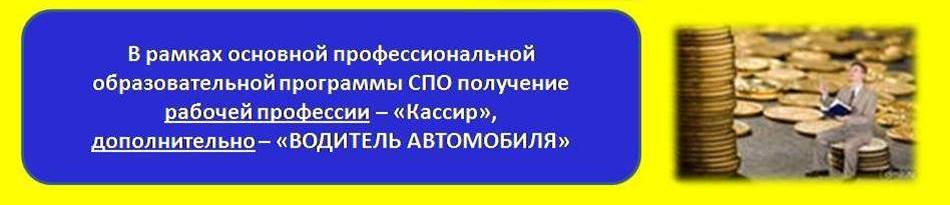 В рамках основной профессиональной
образовательной программы СПО получение
рабочей профессии – «Кассир»,
дополнительно – «ВОДИТЕЛЬ АВТОМОБИЛЯ»